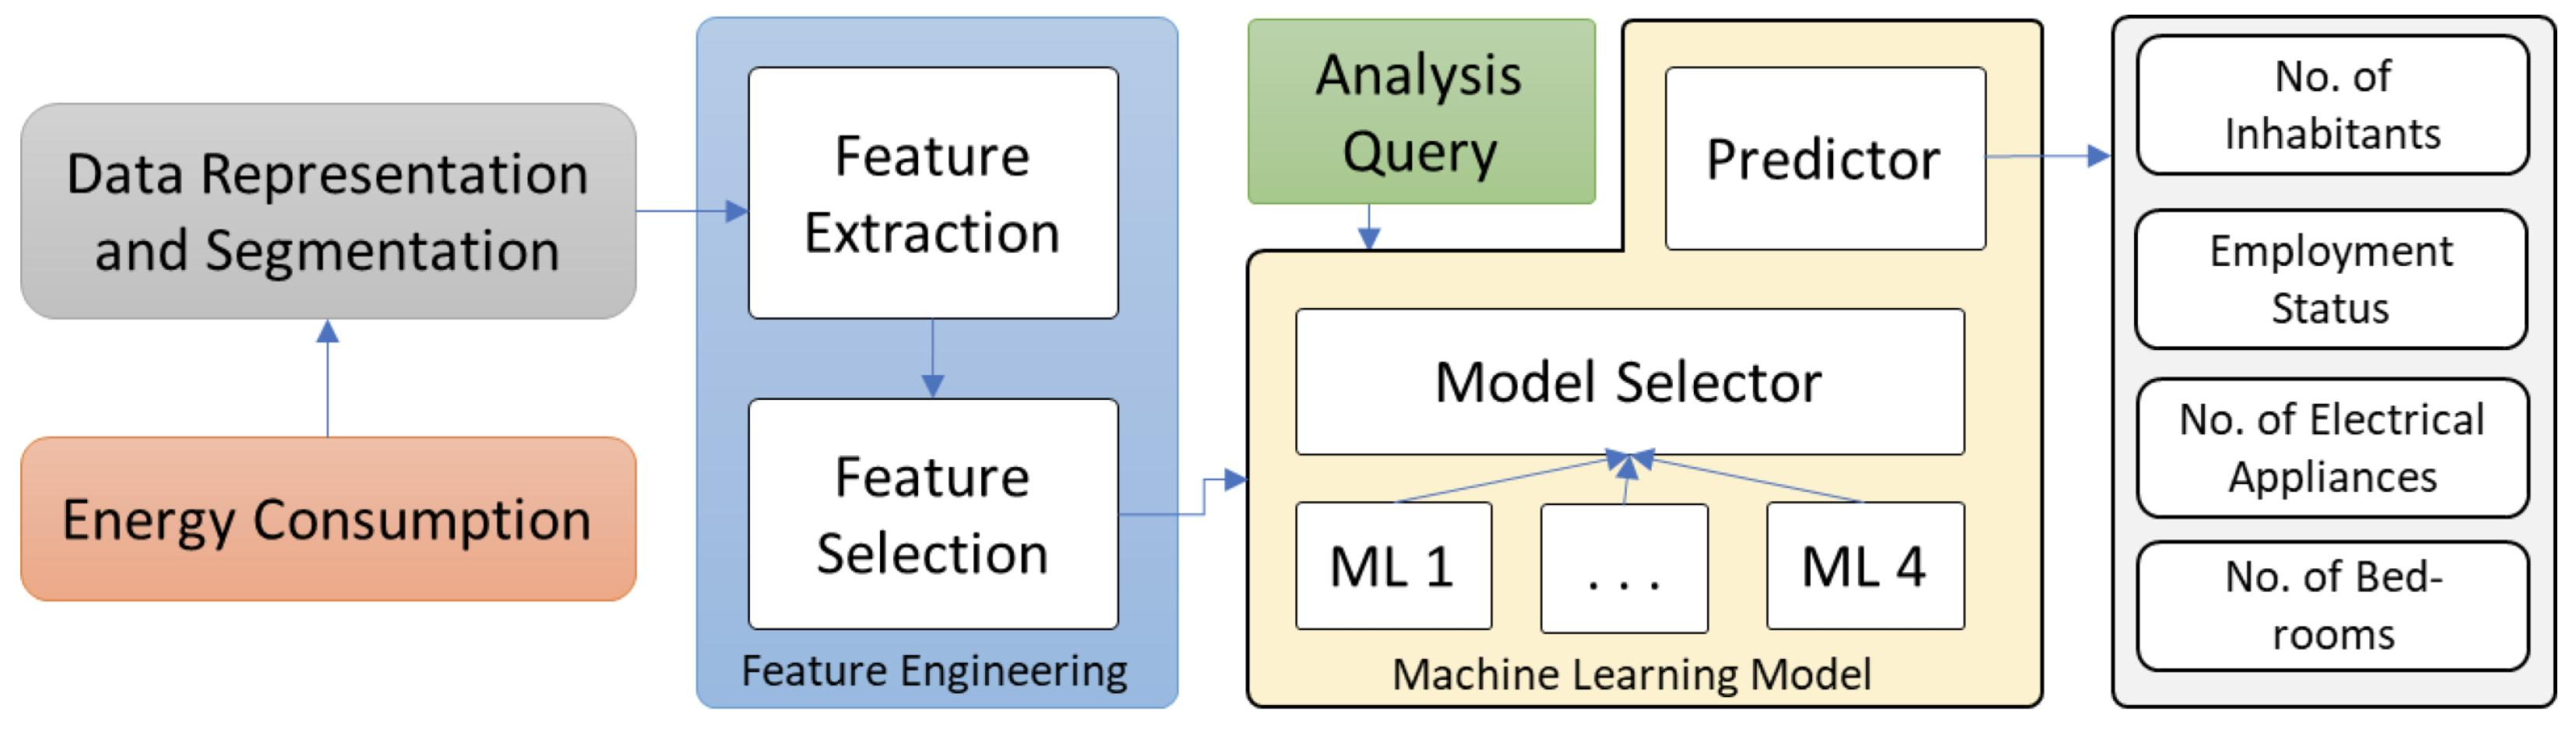 Data Representation
and Segmentation
Energy Consumption
Feature
Extraction
Feature
Selection
Feature Engineering
Analysis
Query
Predictor
Model Selector
ML 1
. . .
ML 4
Machine Learning Model
No. of
Inhabitants
Employment
Status
No. of Electrical
Appliances
No. of Bed-
rooms